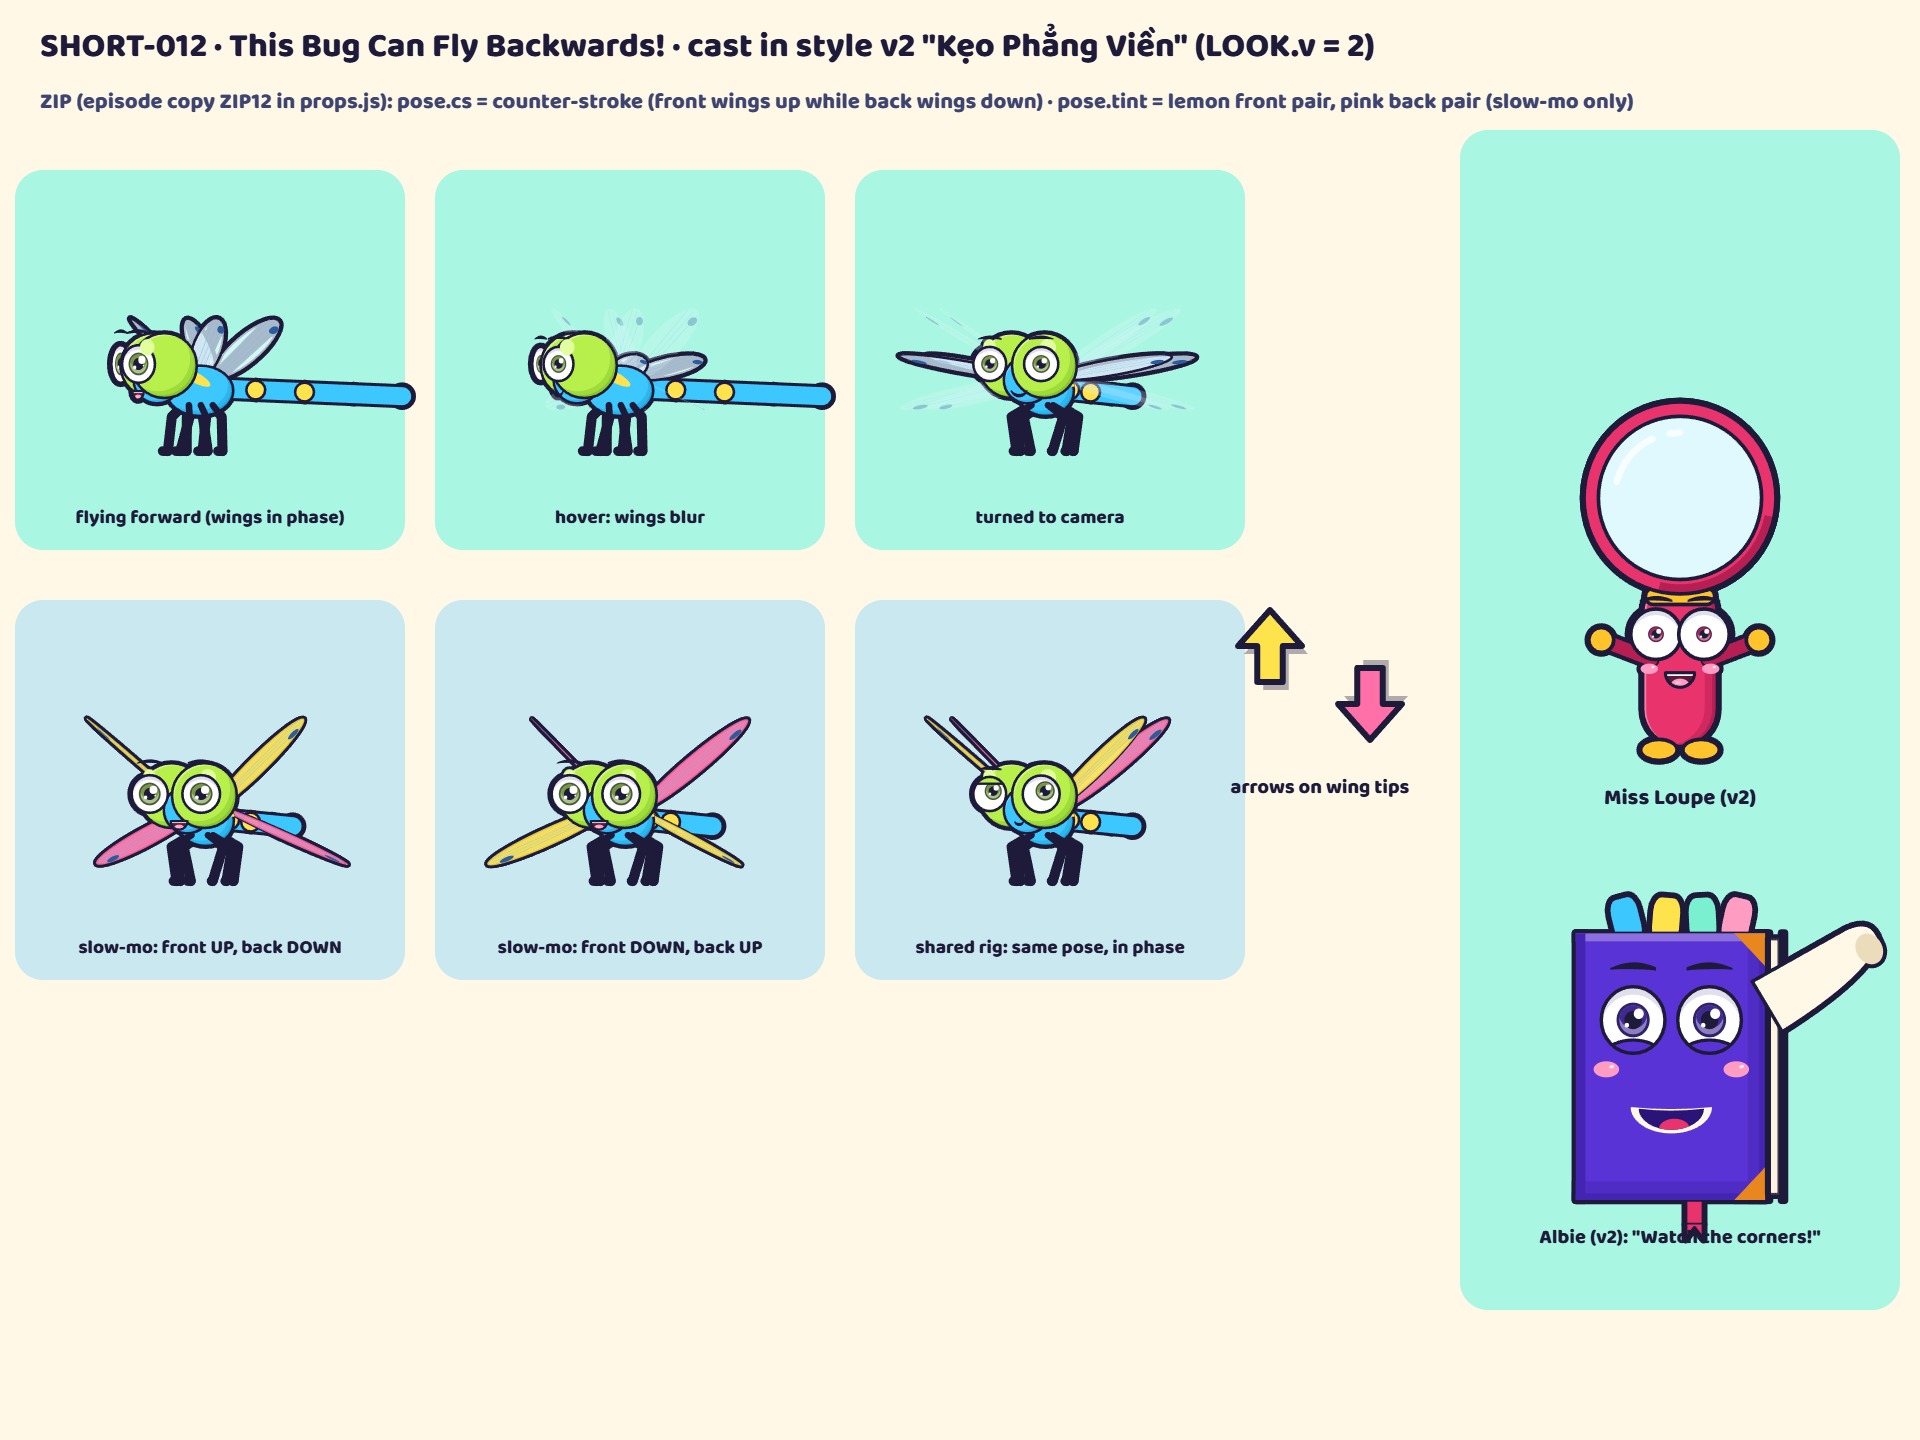 SHORT-012 · This Bug Can Fly Backwards! · cast in style v2 "Kẹo Phẳng Viền" (LOOK.v = 2)
ZIP (episode copy ZIP12 in props.js): pose.cs = counter-stroke (front wings up while back wings down) · pose.tint = lemon front pair, pink back pair (slow-mo only)
flying forward (wings in phase)
hover: wings blur
turned to camera
slow-mo: front UP, back DOWN
slow-mo: front DOWN, back UP
shared rig: same pose, in phase
arrows on wing tips
Miss Loupe (v2)
Albie (v2): "Watch the corners!"